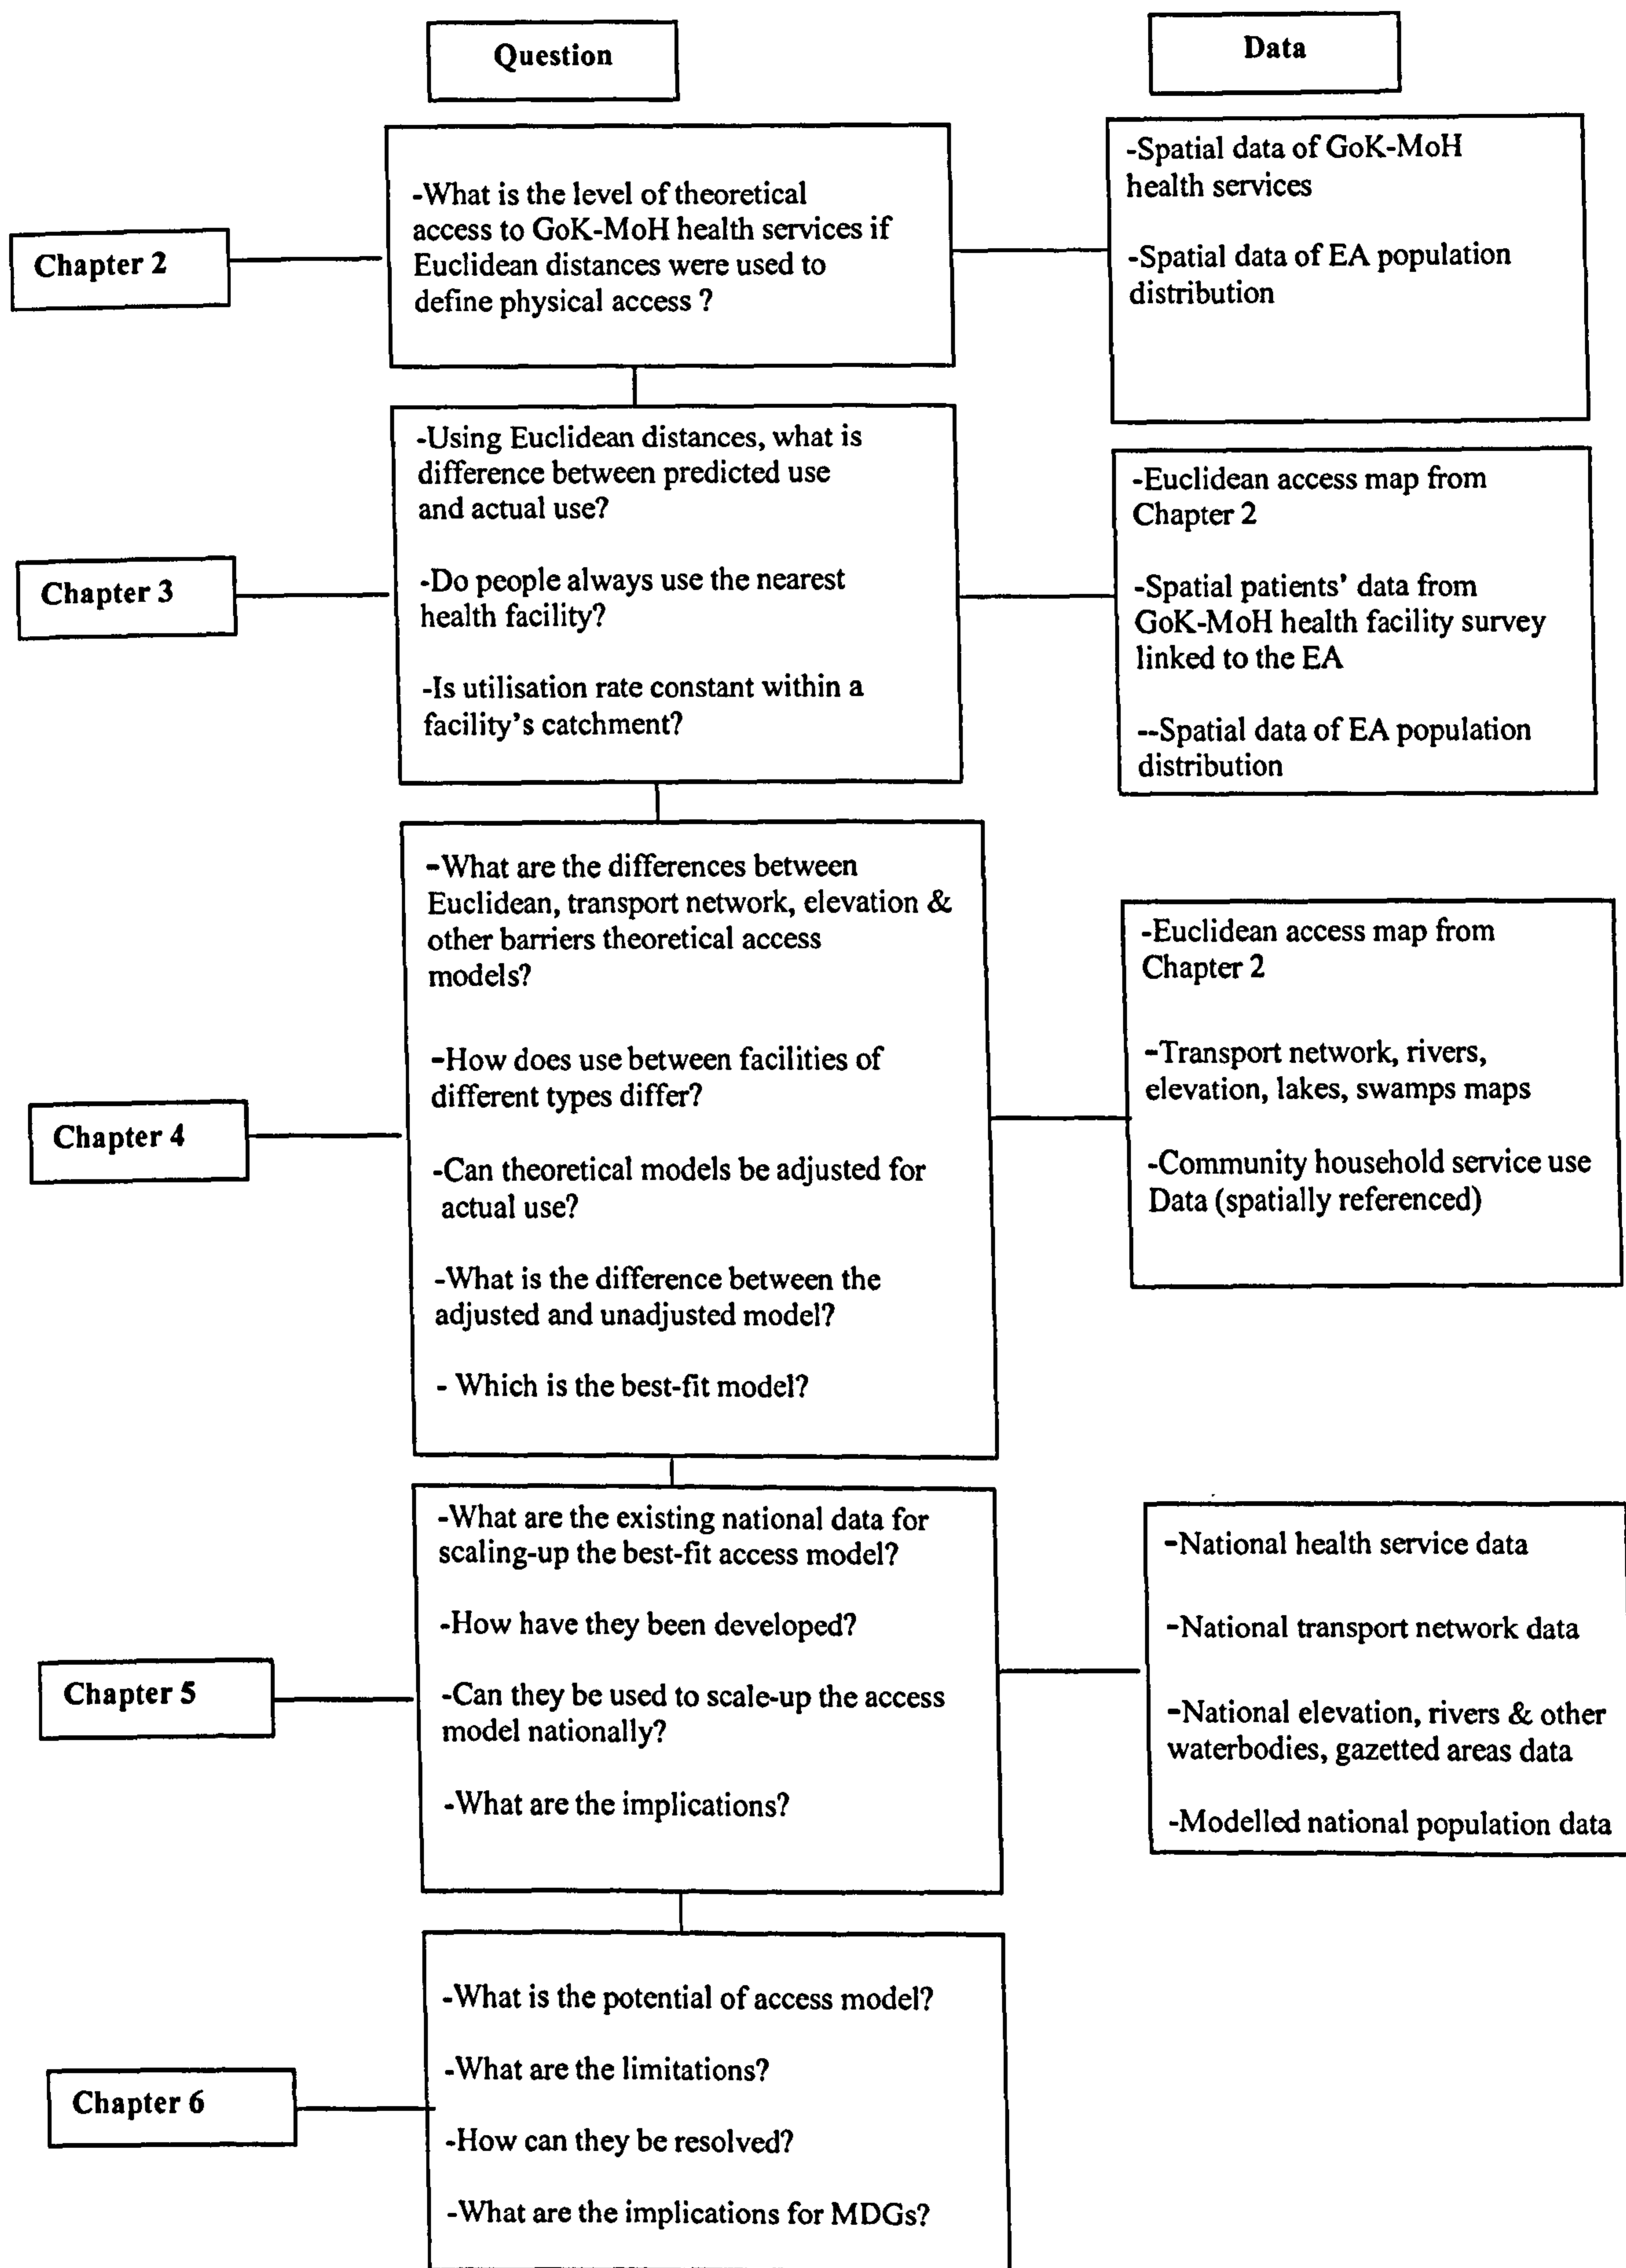 Question
Data
Chapter 2
-What is the level of theoretical
access to GoK-MoH health services if
Euclidean distances were used to
define physical access ?
-Spatial data of GoK-MoH
health services
-Spatial data of EA population
distribution
Chapter 3
-Using Euclidean distances, what is
difference between predicted use
and actual use?
-Do people always use the nearest
health facility?
-Is utilisation rate constant within a
facility's catchment?
-Euclidean access map from
Chapter 2
-Spatial patients' data from
GoK-MoH health facility survey
linked to the EA
--Spatial data of EA population
distribution
Chapter 4
-What are the differences between
Euclidean, transport network, elevation &
other barriers theoretical access
models?
-How does use between facilities of
different types differ?
-Can theoretical models be adjusted for
actual use?
-What is the difference between the
adjusted and unadjusted model?
- Which is the best-fit model?
-Euclidean access map from
Chapter 2
-Transport network, rivers,
elevation, lakes, swamps maps
-Community household service use
Data (spatially referenced)
Chapter 5
-What are the existing national data for
scaling-up the best-fit access model?
-How have they been developed?
-Can they be used to scale-up the access
model nationally?
-What are the implications?
-National health service data
-National transport network data
-National elevation, rivers & other
waterbodies, gazetted areas data
-Modelled national population data
Chapter 6
-What is the potential of access model?
-What are the limitations?
-How can they be resolved?
-What are the implications for MDGs?